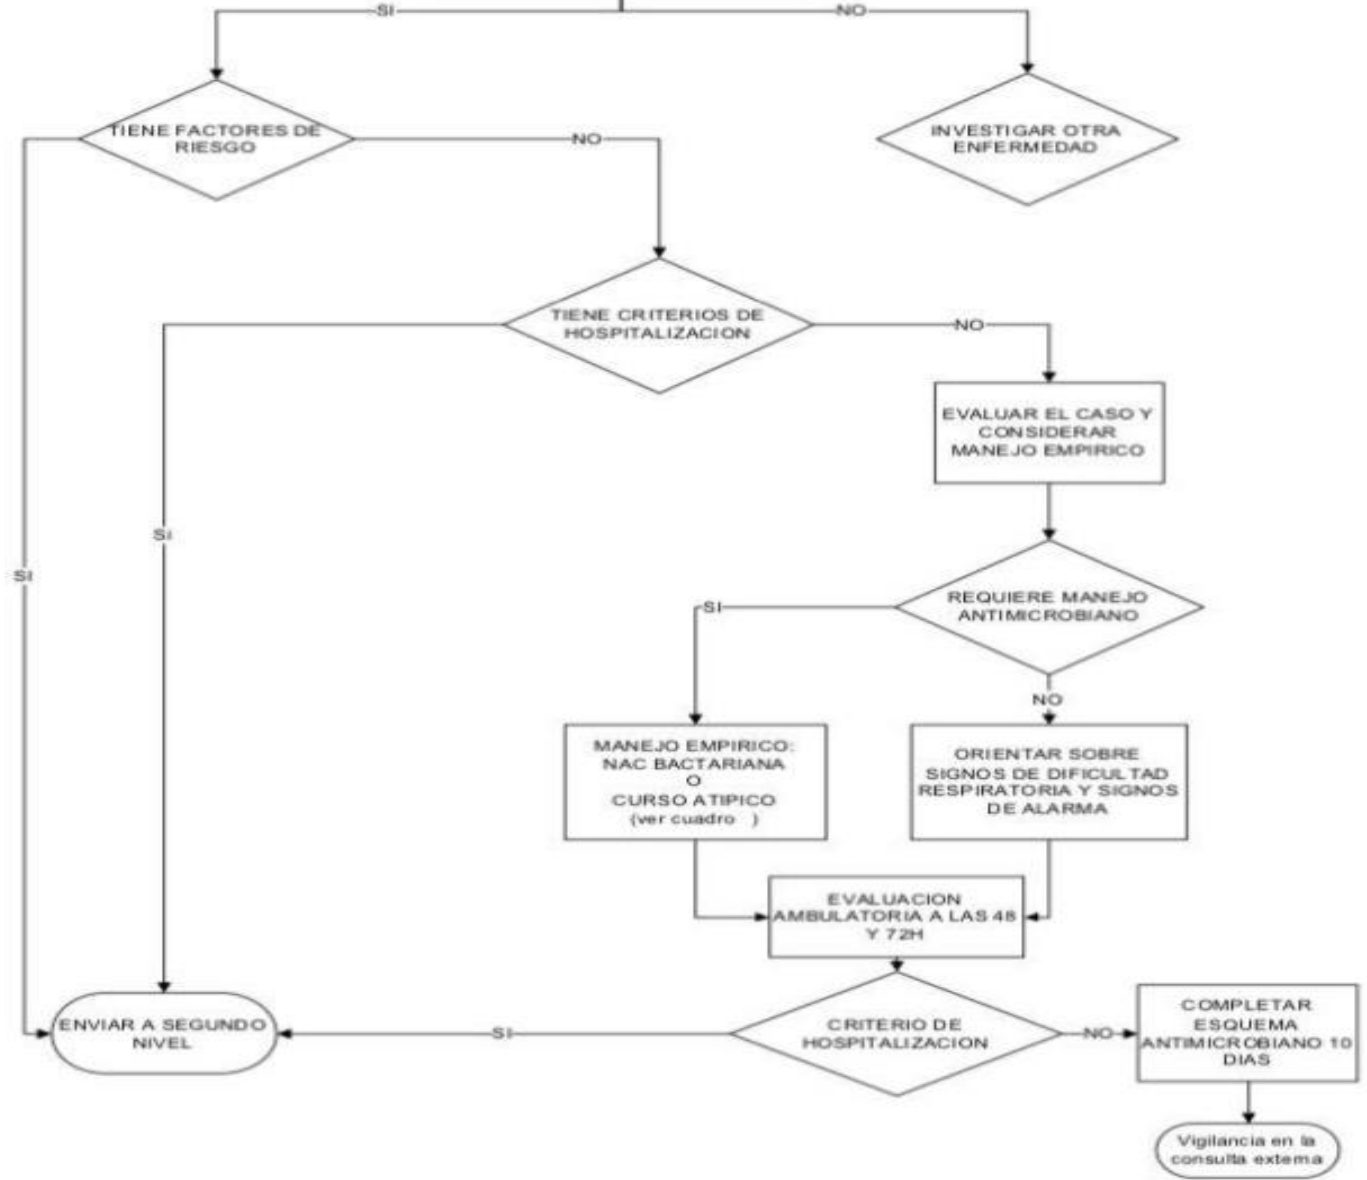 SI
NO
TIENE FACTORES DE
RIESGO
NO
INVESTIGAR OTRA
ENFERMEDAD
TIENE CRITERIOS DE
HOSPITALIZACION
NO
EVALUAR EL CASO Y
CONSIDERAR
MANEJO EMPIRICO
SI
SI
REQUIERE MANEJO
ANTIMICROBIANO
SI
NO
MANEJO EMPIRICO:
NAC BACTARIANA
O
CURSO ATIPICO
(ver cuadro )
ORIENTAR SOBRE
SIGNOS DE DIFICULTAD
RESPIRATORIA Y SIGNOS
DE ALARMA
EVALUACION
AMBULATORIA A LAS 48
Y 72H
ENVIAR A SEGUNDO
NIVEL
SI
CRITERIO DE
HOSPITALIZACION
NO
COMPLETAR
ESQUEMA
ANTIMICROBIANO 10
DIAS
Vigilancia en la
consulta externa